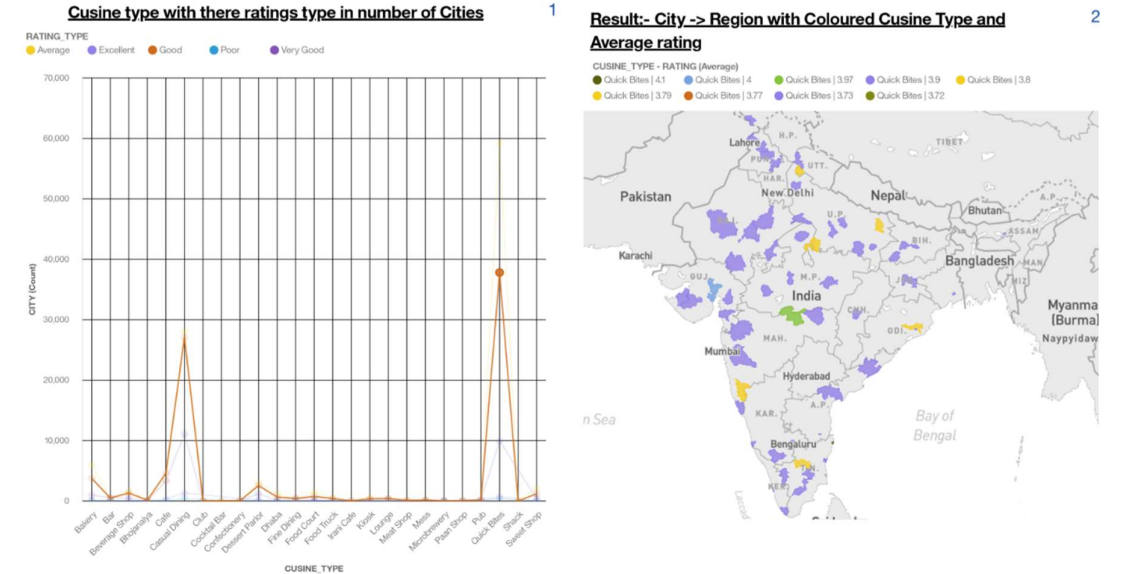 Cusine type with there ratings type in number of Cities
1
RATING_TYPE
Average Excellent Good Poor Very Good
70,000
60,000
50,000
40,000
30,000
20,000
10,000
0
CITY (Count)
Bakery
Bar
Beverage Shop
Bhojanalya
Cafe
Casual Dining
Club
Cocktail Bar
Confectionery
Dessert Parlor
Dhaba
Fine Dining
Food Court
Food Truck
Irani Cafe
Kiosk
Lounge
Meat Shop
Mess
Microbrewery
Paan Shop
Pub
Quick Bites
Shack
Sweet Shop
CUSINE_TYPE
Result:- City -> Region with Coloured Cusine Type and
Average rating
2
CUSINE_TYPE - RATING (Average)
Quick Bites | 4.1 Quick Bites | 4 Quick Bites | 3.97 Quick Bites | 3.9 Quick Bites | 3.8
Quick Bites | 3.79 Quick Bites | 3.77 Quick Bites | 3.73 Quick Bites | 3.72
H.P.
Lahore
TIBET
UTT.
HAR.
New Delhi
Pakistan
Nepal
A.P.
Bhutan
U.P.
ASSAM
BIH.
Karachi
Bangladesh
MAN.
GUJ.
M.P.
MIZ
India
Myanma
(Burma)
CHH.
ODI.
Naypyidaw
MAH.
Mumbai
Hyderabad
A.P.
KAR.
n Sea
Bay of
Bengal
Bengaluru
KER.
Laccad